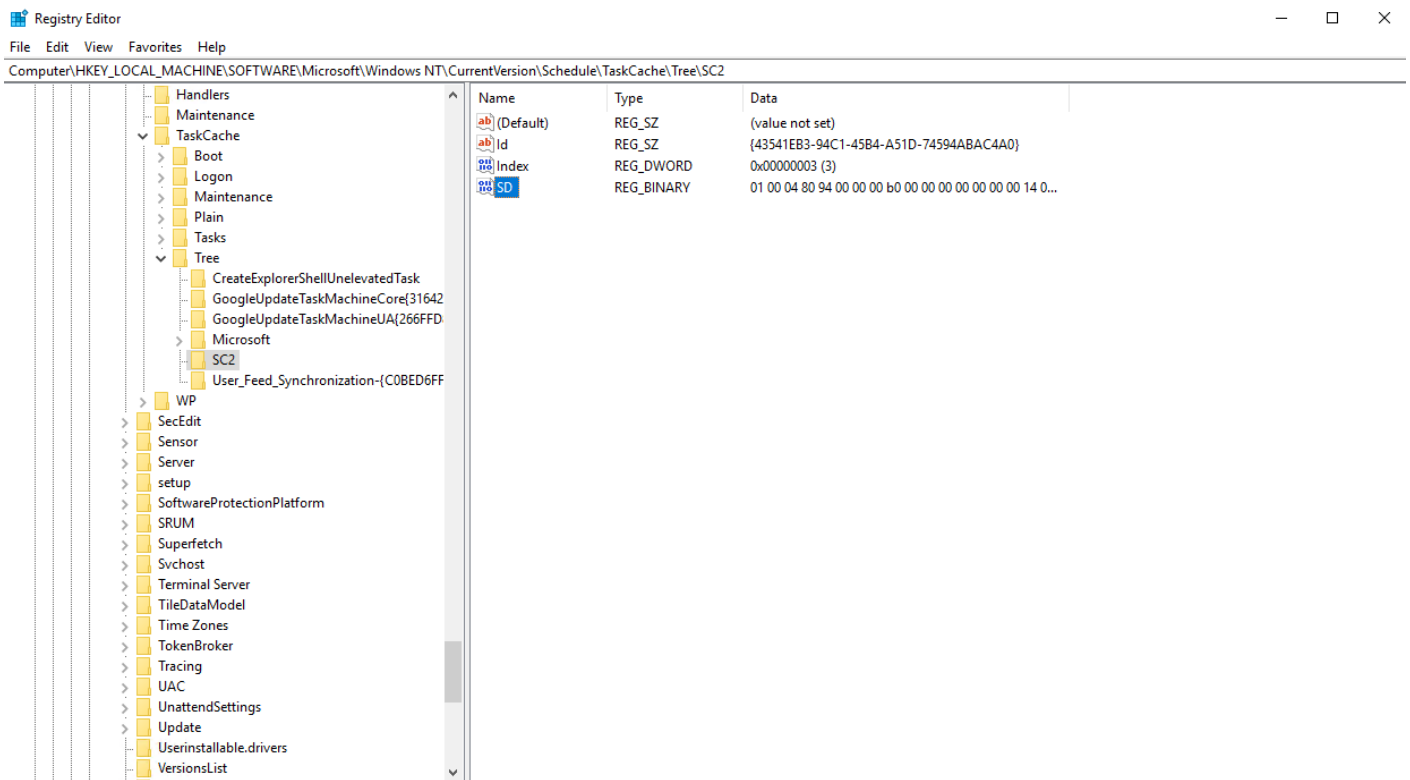 Registry Editor
File Edit View Favorites Help
Computer\HKEY_LOCAL_MACHINE\SOFTWARE\Microsoft\Windows NT\CurrentVersion\Schedule\TaskCache\Tree\SC2
Handlers
Maintenance
TaskCache
Boot
Logon
Maintenance
Plain
Tasks
Tree
CreateExplorerShellUnelevatedTask
GoogleUpdateTaskMachineCore{31642
GoogleUpdateTaskMachineUA{266FFD
Microsoft
SC2
User_Feed_Synchronization-{C0BED6FF
WP
SecEdit
Sensor
Server
setup
SoftwareProtectionPlatform
SRUM
Superfetch
Svchost
Terminal Server
TileDataModel
Time Zones
TokenBroker
Tracing
UAC
UnattendSettings
Update
Userinstallable.drivers
VersionsList
Name Type Data
(Default) REG_SZ (value not set)
Id REG_SZ {43541EB3-94C1-45B4-A51D-74594ABAC4A0}
Index REG_DWORD 0x00000003 (3)
SD REG_BINARY 01 00 04 80 94 00 00 00 b0 00 00 00 00 00 00 00 14 0...